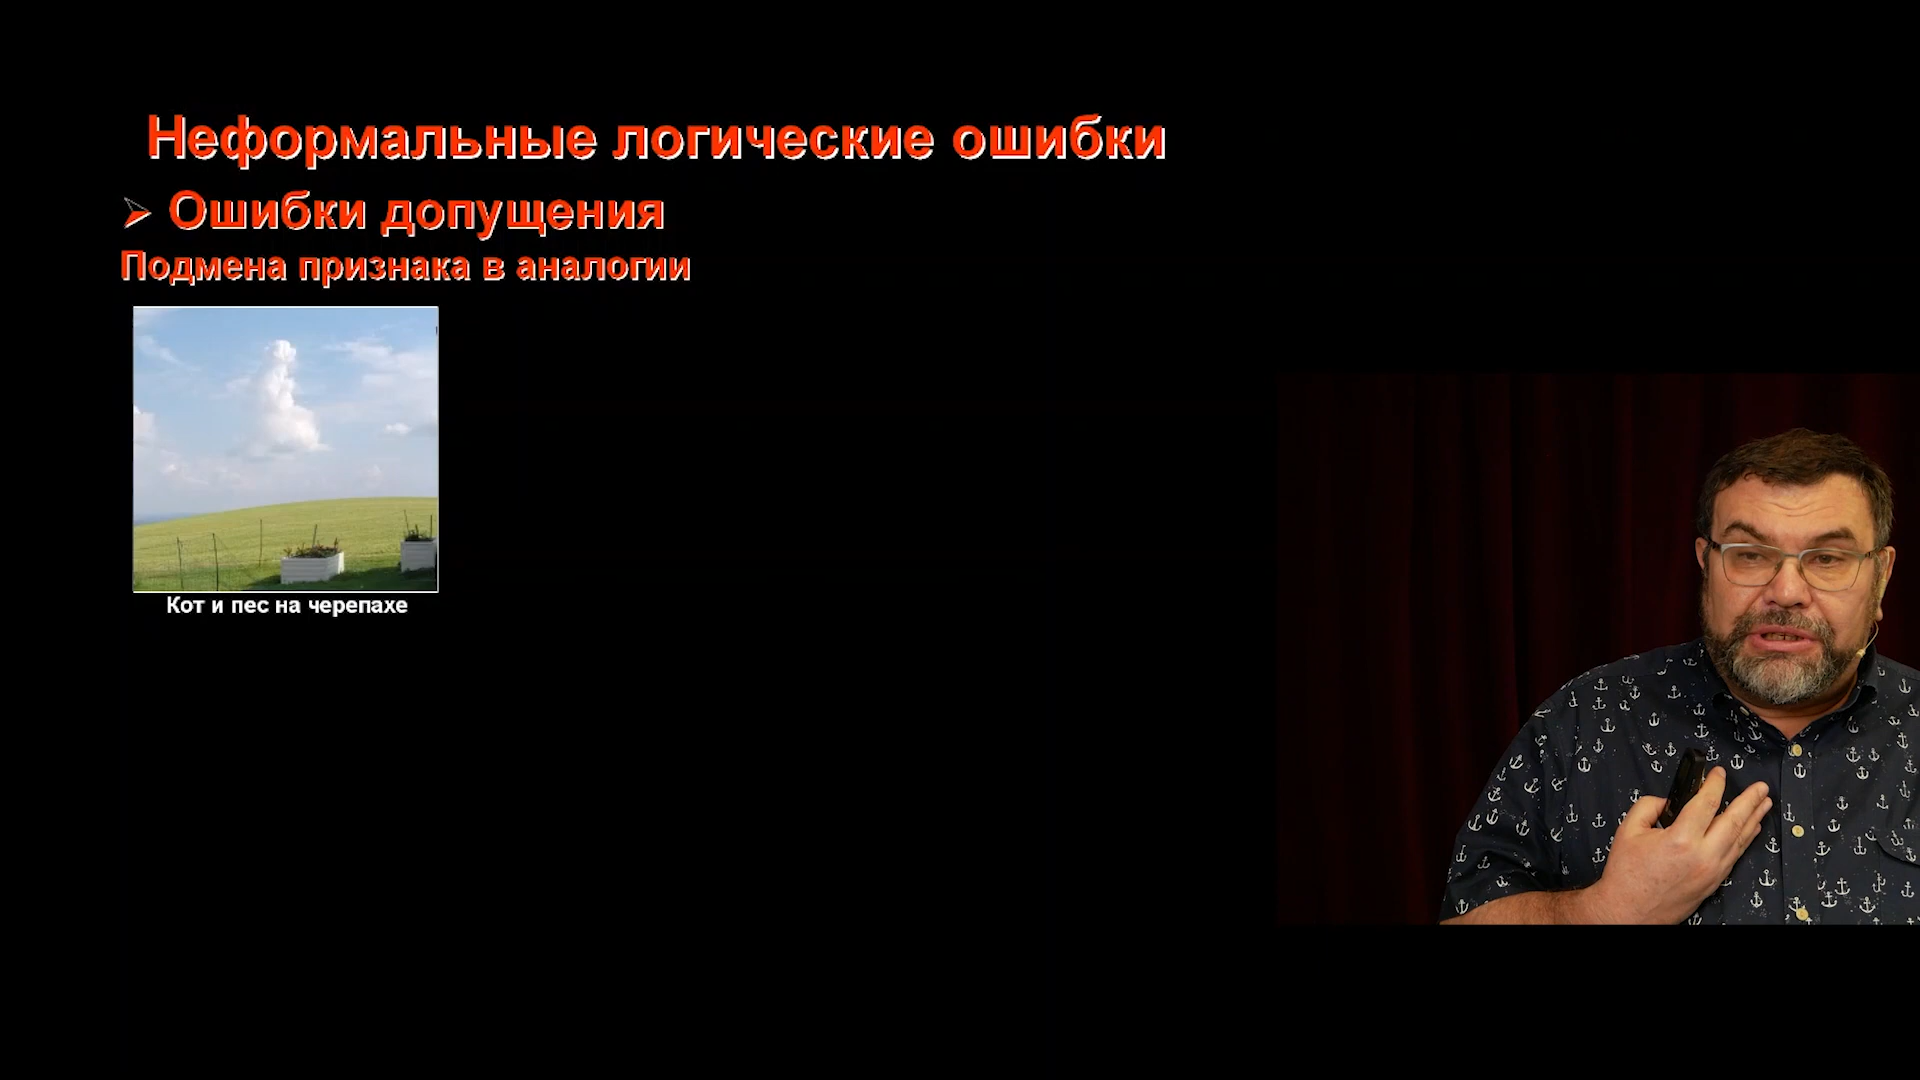 Неформальные логические ошибки
➢ Ошибки допущения
Подмена признака в аналогии
Кот и пес на черепахе